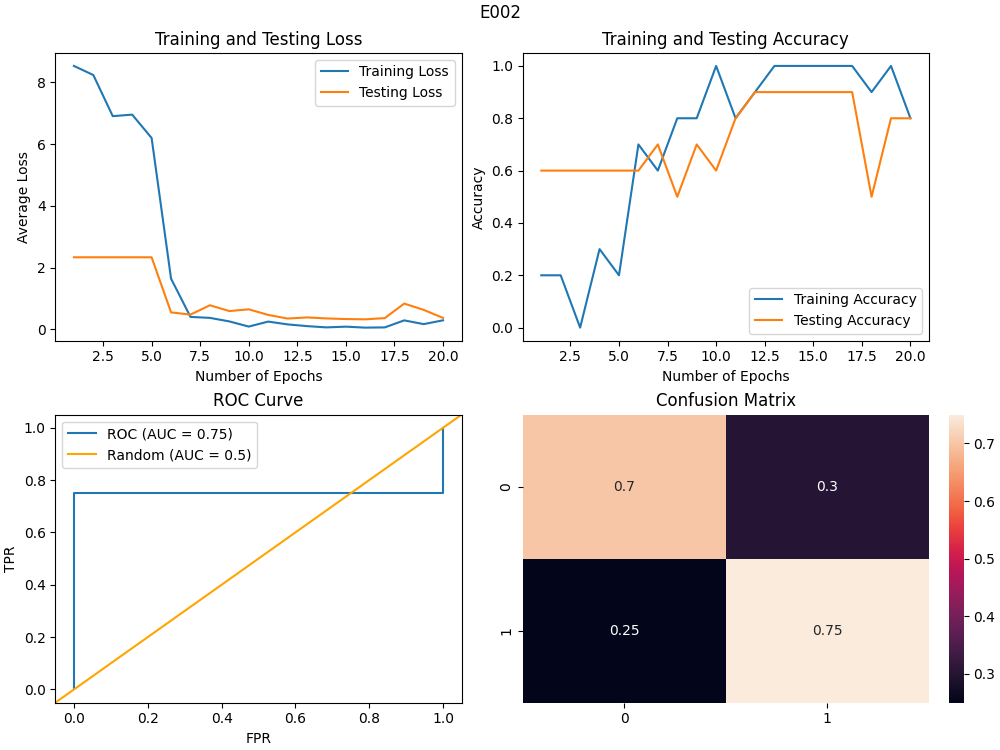 E002
Training and Testing Loss
Training Loss
Testing Loss
Average Loss
8
6
4
2
0
2.5 5.0 7.5 10.0 12.5 15.0 17.5 20.0
Number of Epochs
Training and Testing Accuracy
Accuracy
1.0
0.8
0.6
0.4
0.2
0.0
Training Accuracy
Testing Accuracy
2.5 5.0 7.5 10.0 12.5 15.0 17.5 20.0
Number of Epochs
ROC Curve
ROC (AUC = 0.75)
Random (AUC = 0.5)
TPR
1.0
0.8
0.6
0.4
0.2
0.0
0.0 0.2 0.4 0.6 0.8 1.0
FPR
Confusion Matrix
0
0.7 0.3
1
0.25 0.75
0 1
0.7
0.6
0.5
0.4
0.3